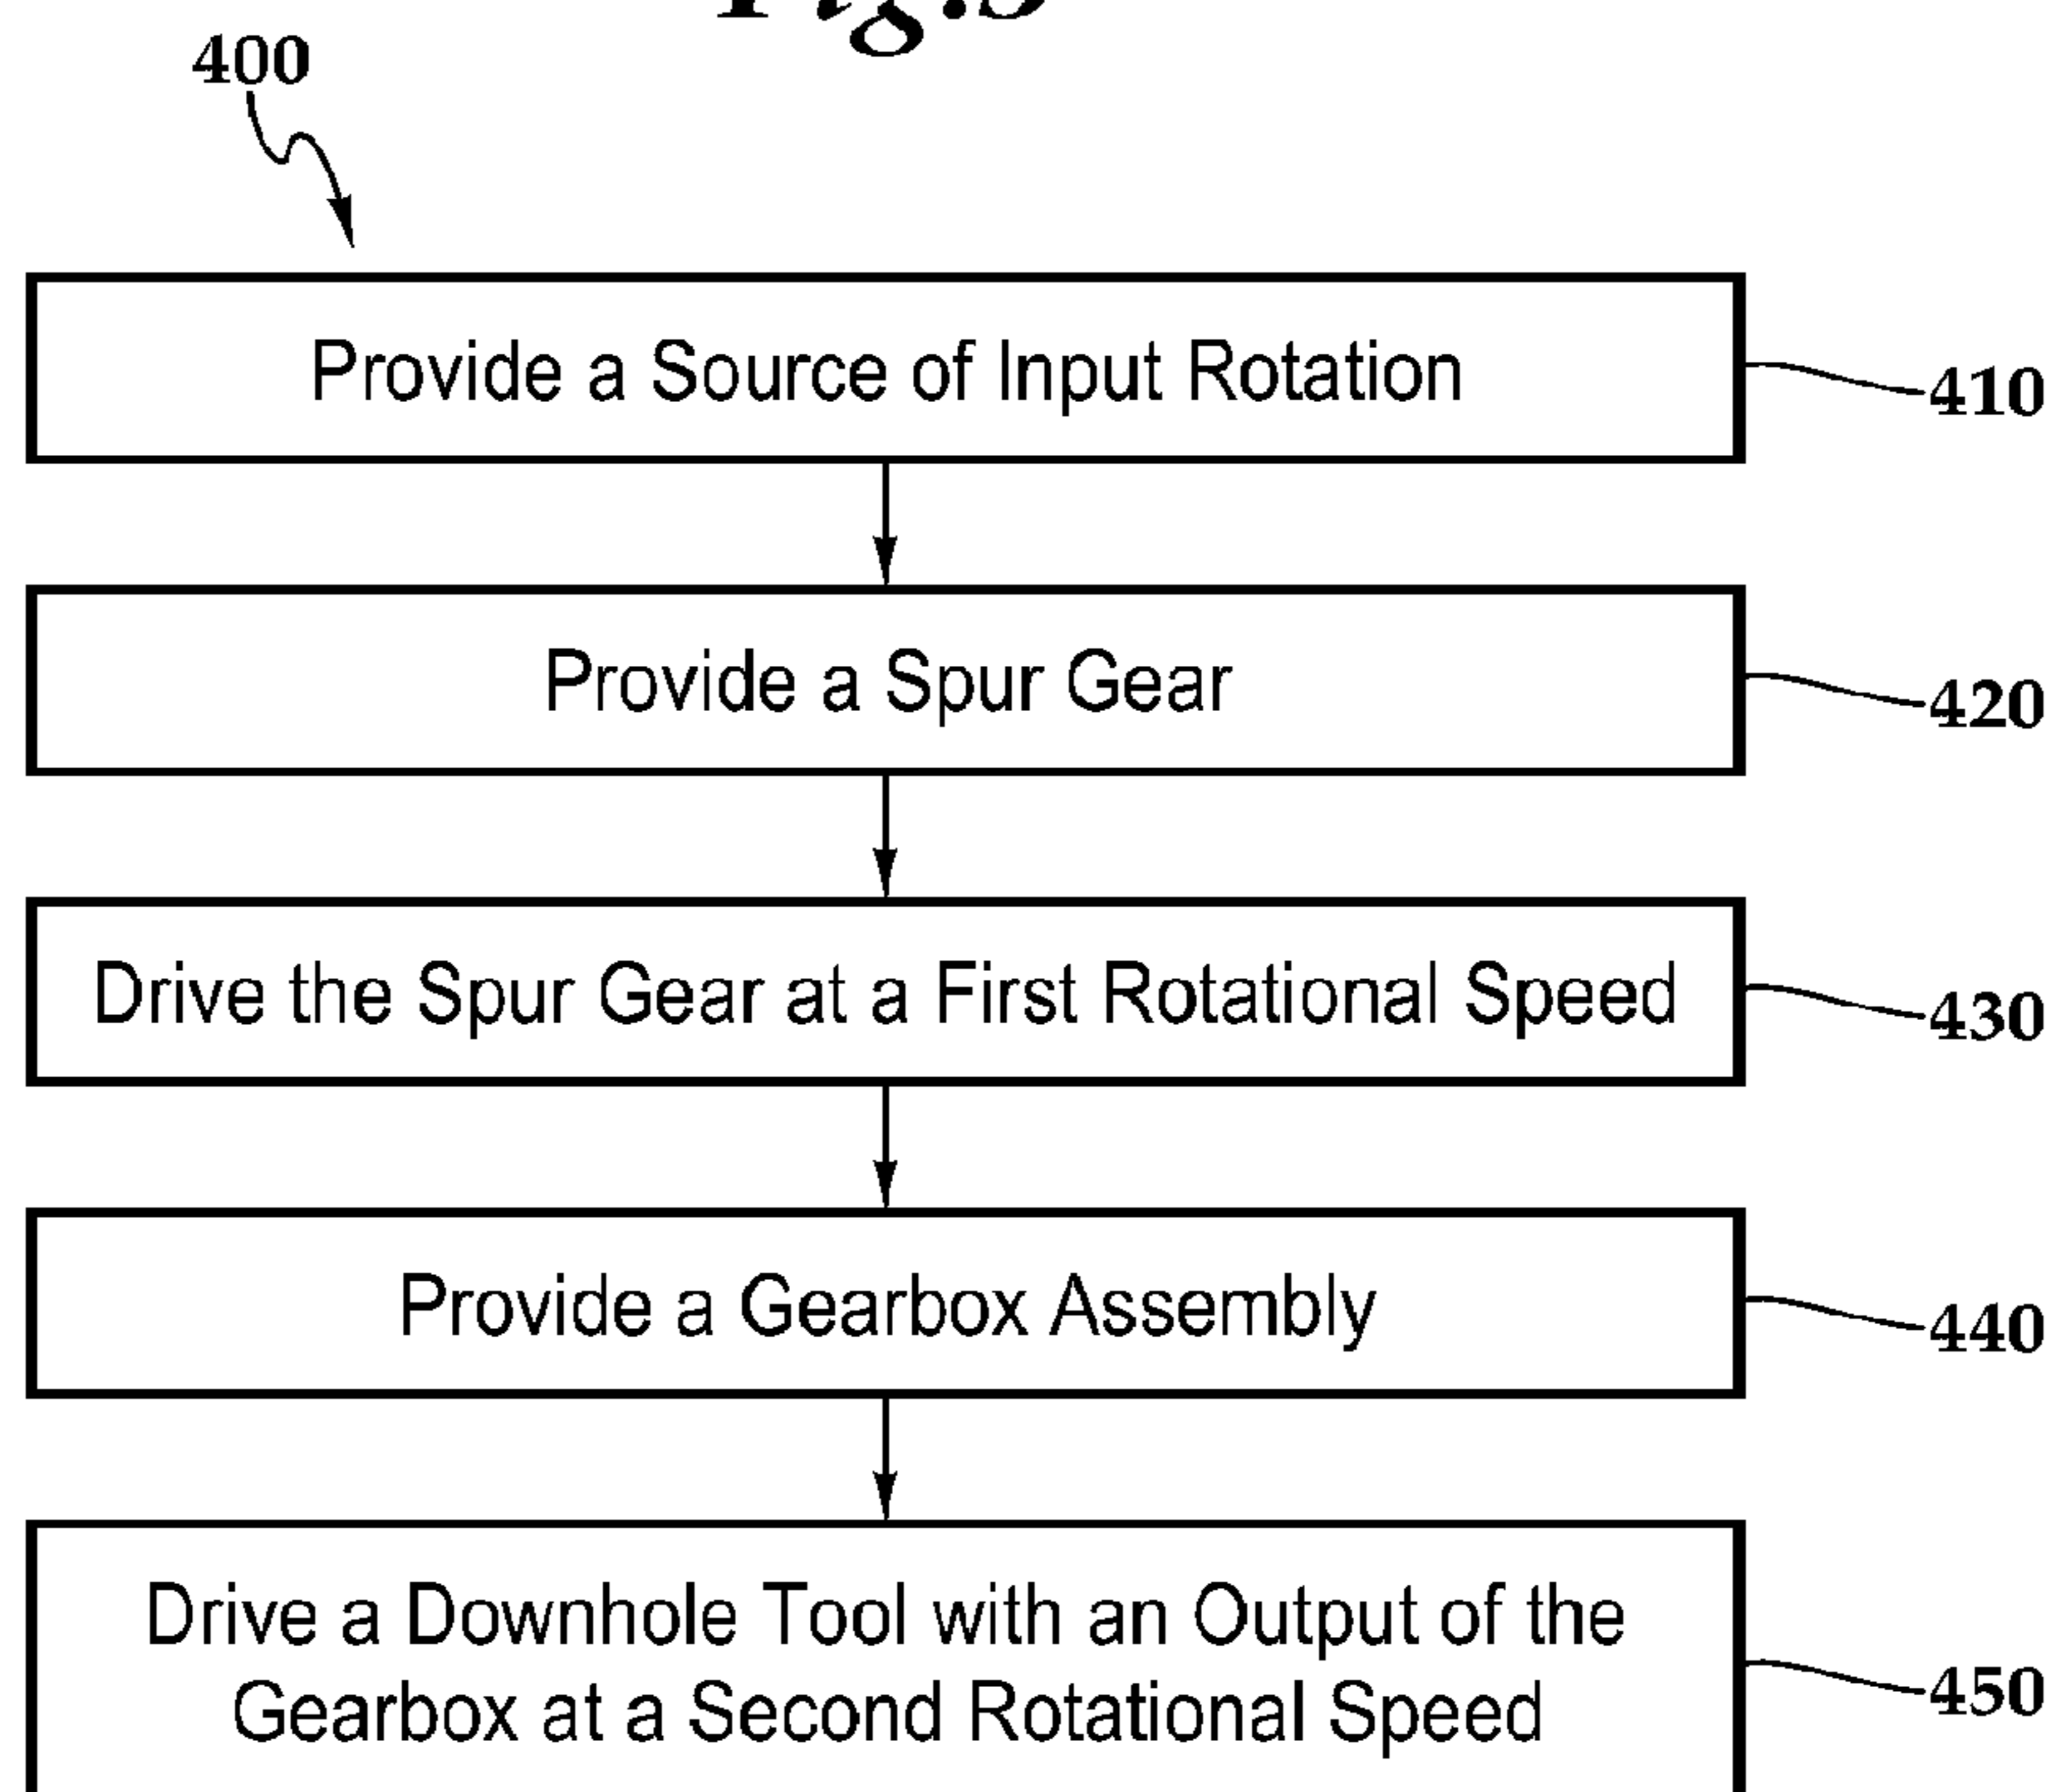 400
Provide a Source of Input Rotation
410
Provide a Spur Gear
420
Drive the Spur Gear at a First Rotational Speed
430
Provide a Gearbox Assembly
440
Drive a Downhole Tool with an Output of the
Gearbox at a Second Rotational Speed
450